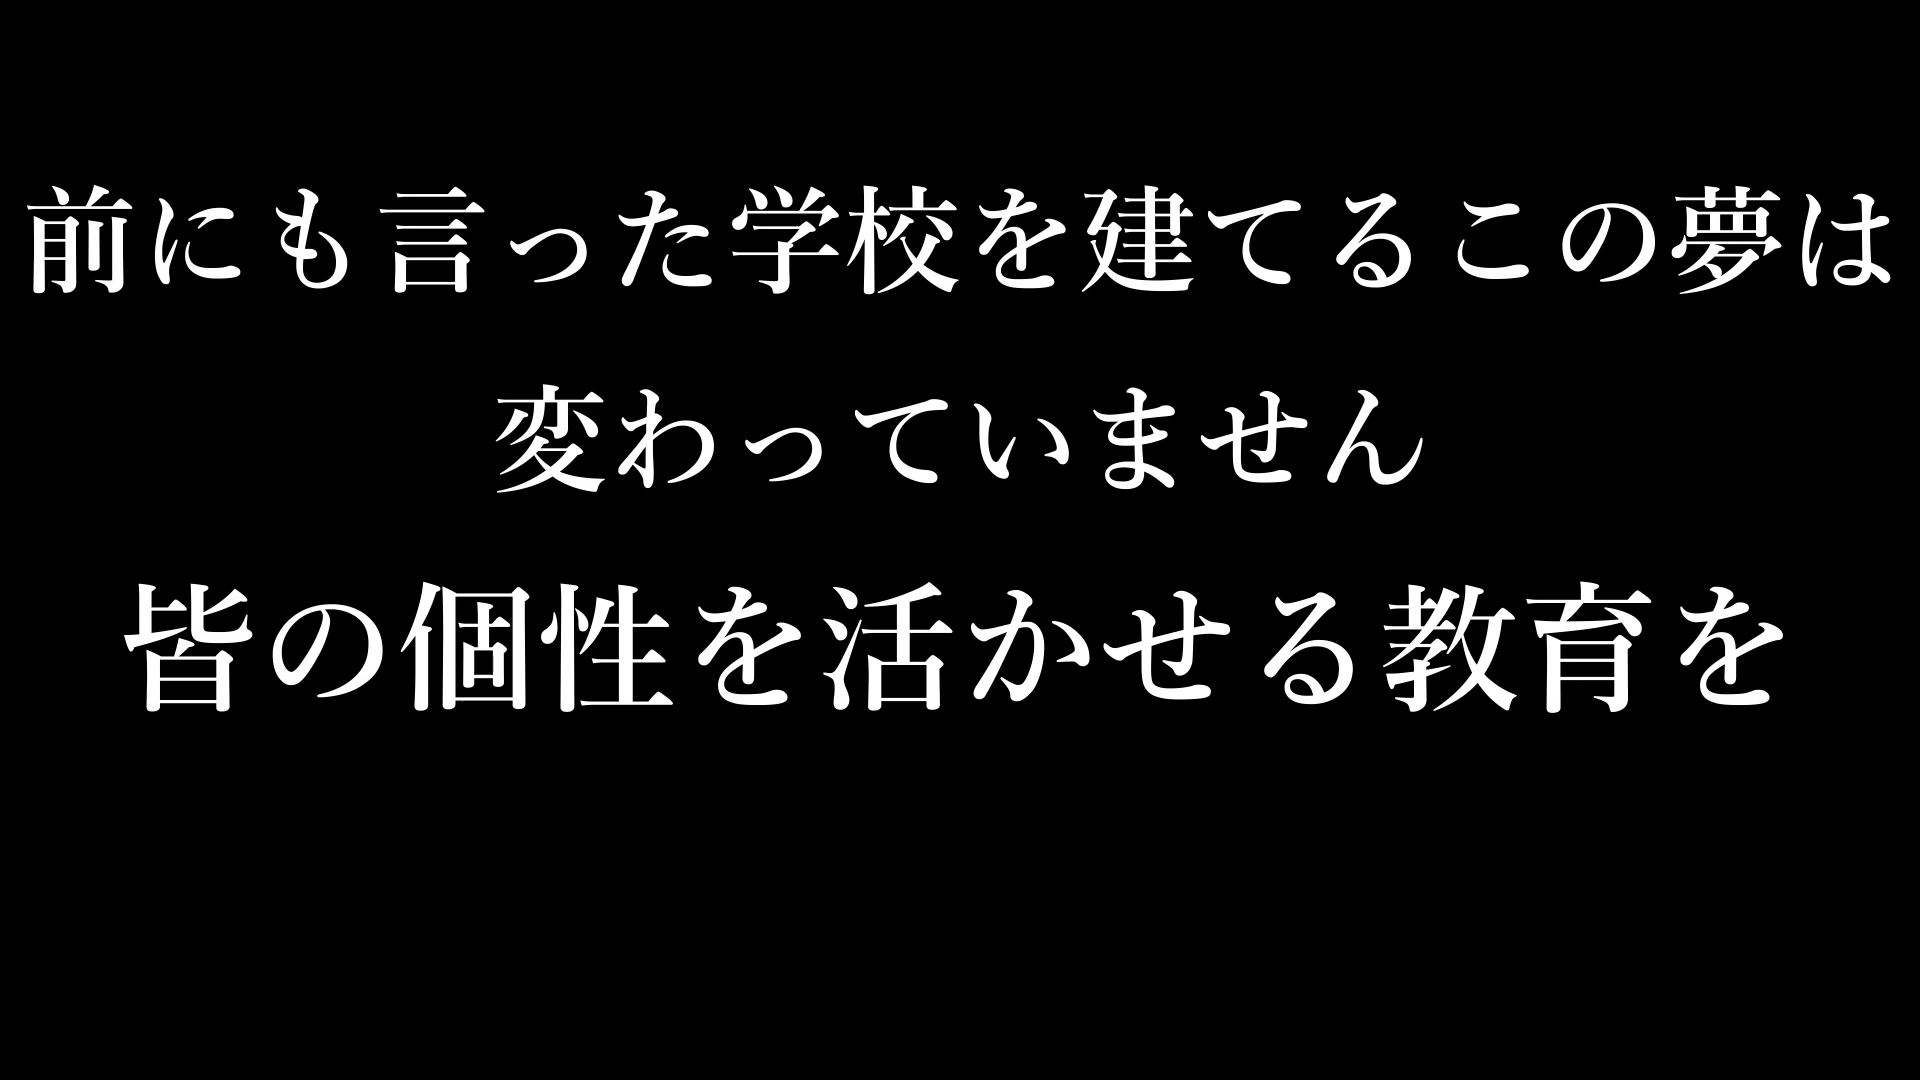 前にも言った学校を建てるこの夢は
変わっていません
皆の個性を活かせる教育を